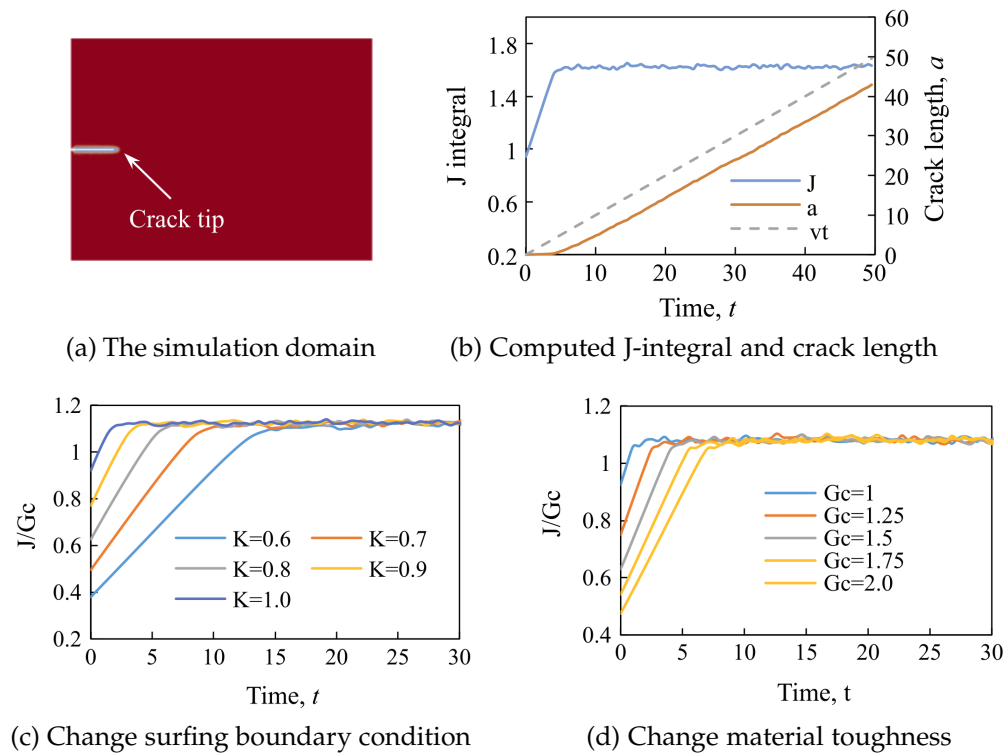 Crack tip
(a) The simulation domain
1.8
1.4
1
0.6
0.2
J integral
60
50
40
30
20
10
0
Crack length, a
J
a
vt
0 10 20 30 40 50
Time, t
(b) Computed J-integral and crack length
1.2
1
0.8
0.6
0.4
0.2
J/Gc
K=0.6 K=0.7
K=0.8 K=0.9
K=1.0
0 5 10 15 20 25 30
Time, t
(c) Change surfing boundary condition
1.2
1
0.8
0.6
0.4
J/Gc
Gc=1
Gc=1.25
Gc=1.5
Gc=1.75
Gc=2.0
0 5 10 15 20 25 30
Time, t
(d) Change material toughness